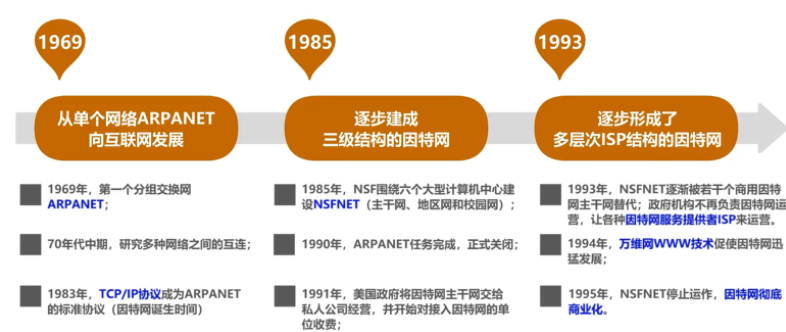 1969
1985
1993
从单个网络ARPANET
向互联网发展
逐步建成
三级结构的因特网
逐步形成了
多层次ISP结构的因特网
1969年，第一个分组交换网
ARPANET；
70年代中期，研究多种网络之间的互连；
1983年，TCP/IP协议成为ARPANET
的标准协议（因特网诞生时间）
1985年，NSF围绕六个大型计算机中心建
设NSFNET（主干网、地区网和校园网）；
1990年，ARPANET任务完成，正式关闭；
1991年，美国政府将因特网主干网交给
私人公司经营，并开始对接入因特网的单
位收费；
1993年，NSFNET逐渐被若干个商用因特
网主干网替代；政府机构不再负责因特网运
营，让各种因特网服务提供者ISP来运营。
1994年，万维网WWW技术促使因特网迅
猛发展；
1995年，NSFNET停止运作，因特网彻底
商业化。